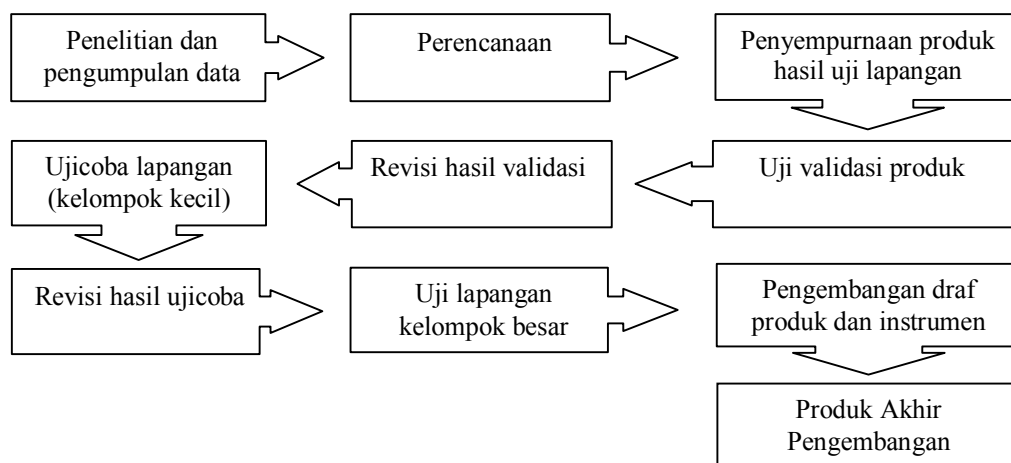 Penelitian dan
pengumpulan data
Perencanaan
Penyempurnaan produk
hasil uji lapangan
Uji validasi produk
Revisi hasil validasi
Ujicoba lapangan
(kelompok kecil)
Revisi hasil ujicoba
Uji lapangan
kelompok besar
Pengembangan draf
produk dan instrumen
Produk Akhir
Pengembangan